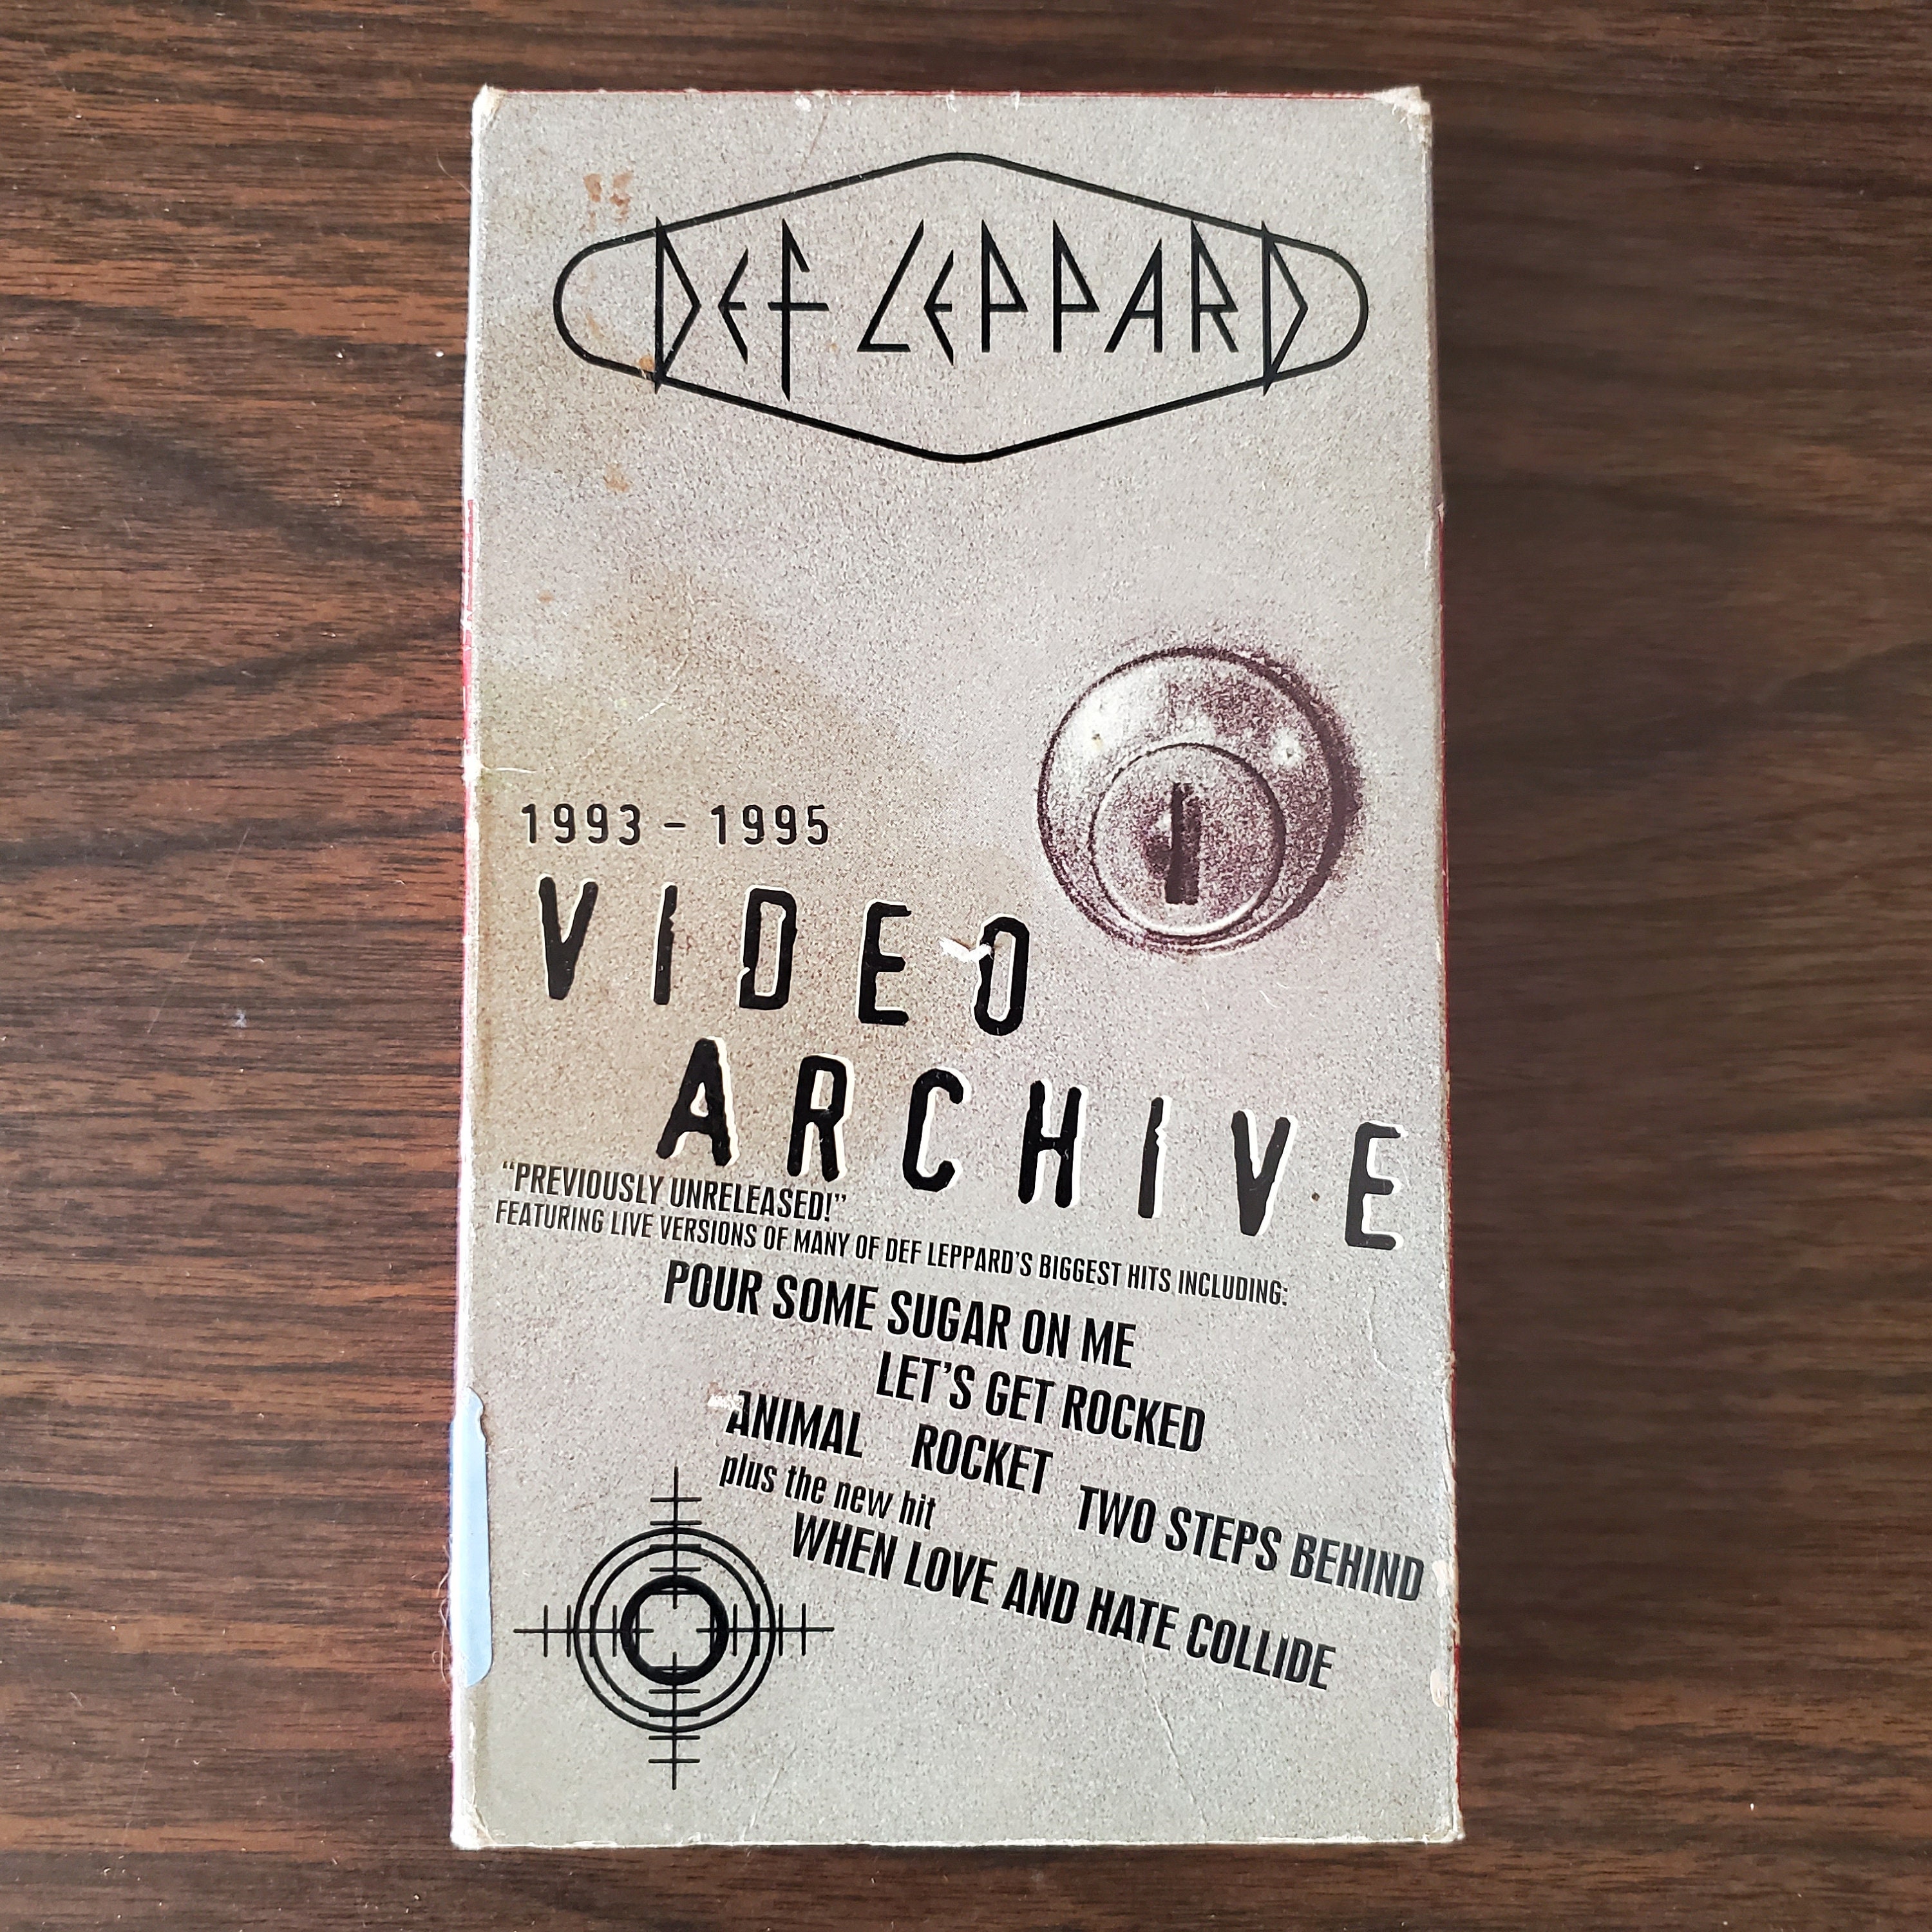 DEF LEPPARD
1993 - 1995
VIDEO
ARCHIVE
"PREVIOUSLY UNRELEASED!"
FEATURING LIVE VERSIONS OF MANY OF DEF LEPPARD'S BIGGEST HITS INCLUDING:
POUR SOME SUGAR ON ME
LET'S GET ROCKED
ANIMAL ROCKET TWO STEPS BEHIND
plus the new hit
WHEN LOVE AND HATE COLLIDE